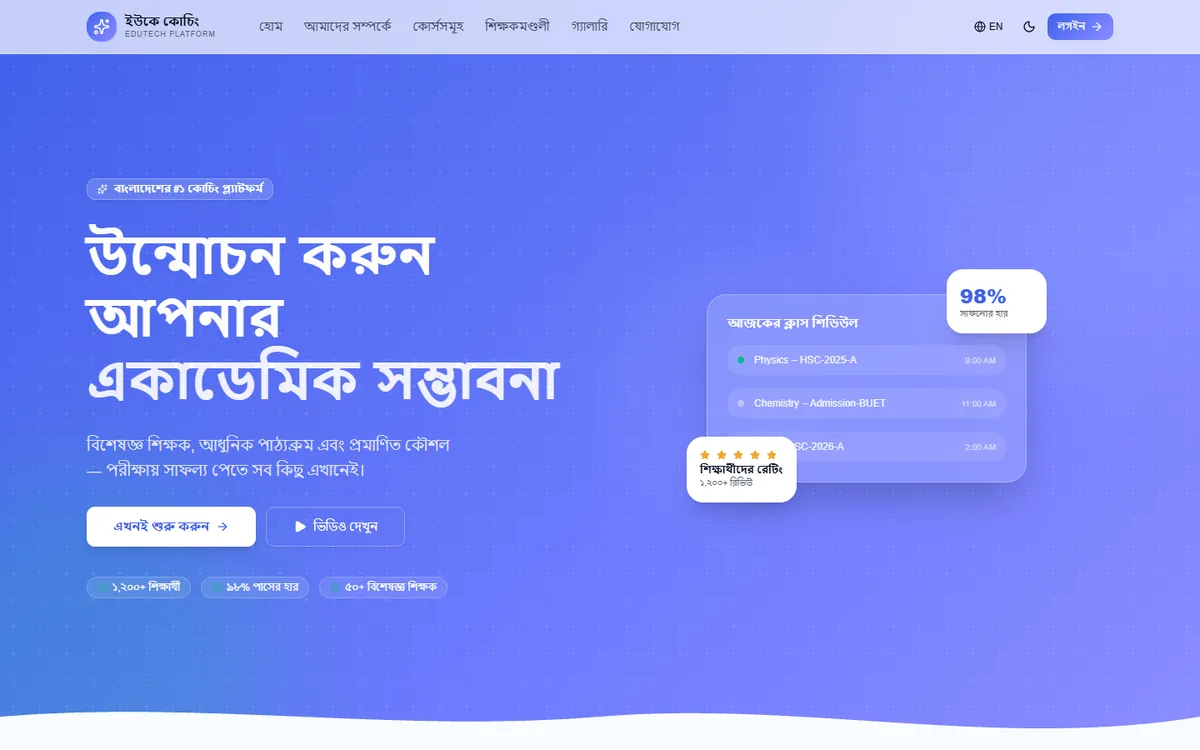 ইউকে কোচিং
EDUTECH PLATFORM
হোম আমাদের সম্পর্কে কোর্সসমূহ শিক্ষকমণ্ডলী গ্যালারি যোগাযোগ
EN
লগইন →
বাংলাদেশের #১ কোচিং প্ল্যাটফর্ম
উন্মোচন করুন
আপনার
একাডেমিক সম্ভাবনা
বিশেষজ্ঞ শিক্ষক, আধুনিক পাঠ্যক্রম এবং প্রমাণিত কৌশল
— পরীক্ষায় সাফল্য পেতে সব কিছু এখানেই।
এখনই শুরু করুন →
ভিডিও দেখুন
১,২০০+ শিক্ষার্থী
৯৮% পাসের হার
৫০+ বিশেষজ্ঞ শিক্ষক
98%
সাফল্যের হার
আজকের ক্লাস শিডিউল
Physics – HSC-2025-A 9:00 AM
Chemistry – Admission-BUET 11:00 AM
SC-2026-A 2:00 AM
শিক্ষার্থীদের রেটিং
১,২০০+ রিভিউ